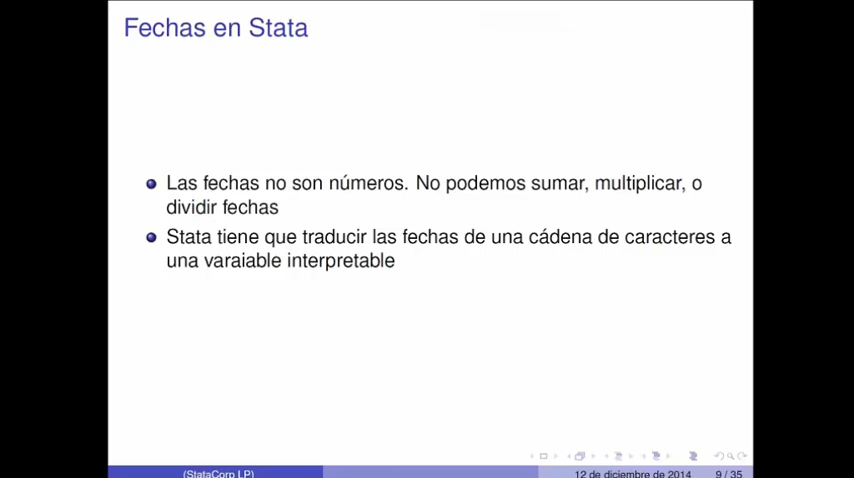 Fechas en Stata
Las fechas no son números. No podemos sumar, multiplicar, o
dividir fechas
Stata tiene que traducir las fechas de una cádena de caracteres a
una varaiable interpretable
(StataCorp LP)
12 de diciembre de 2014
9 / 35